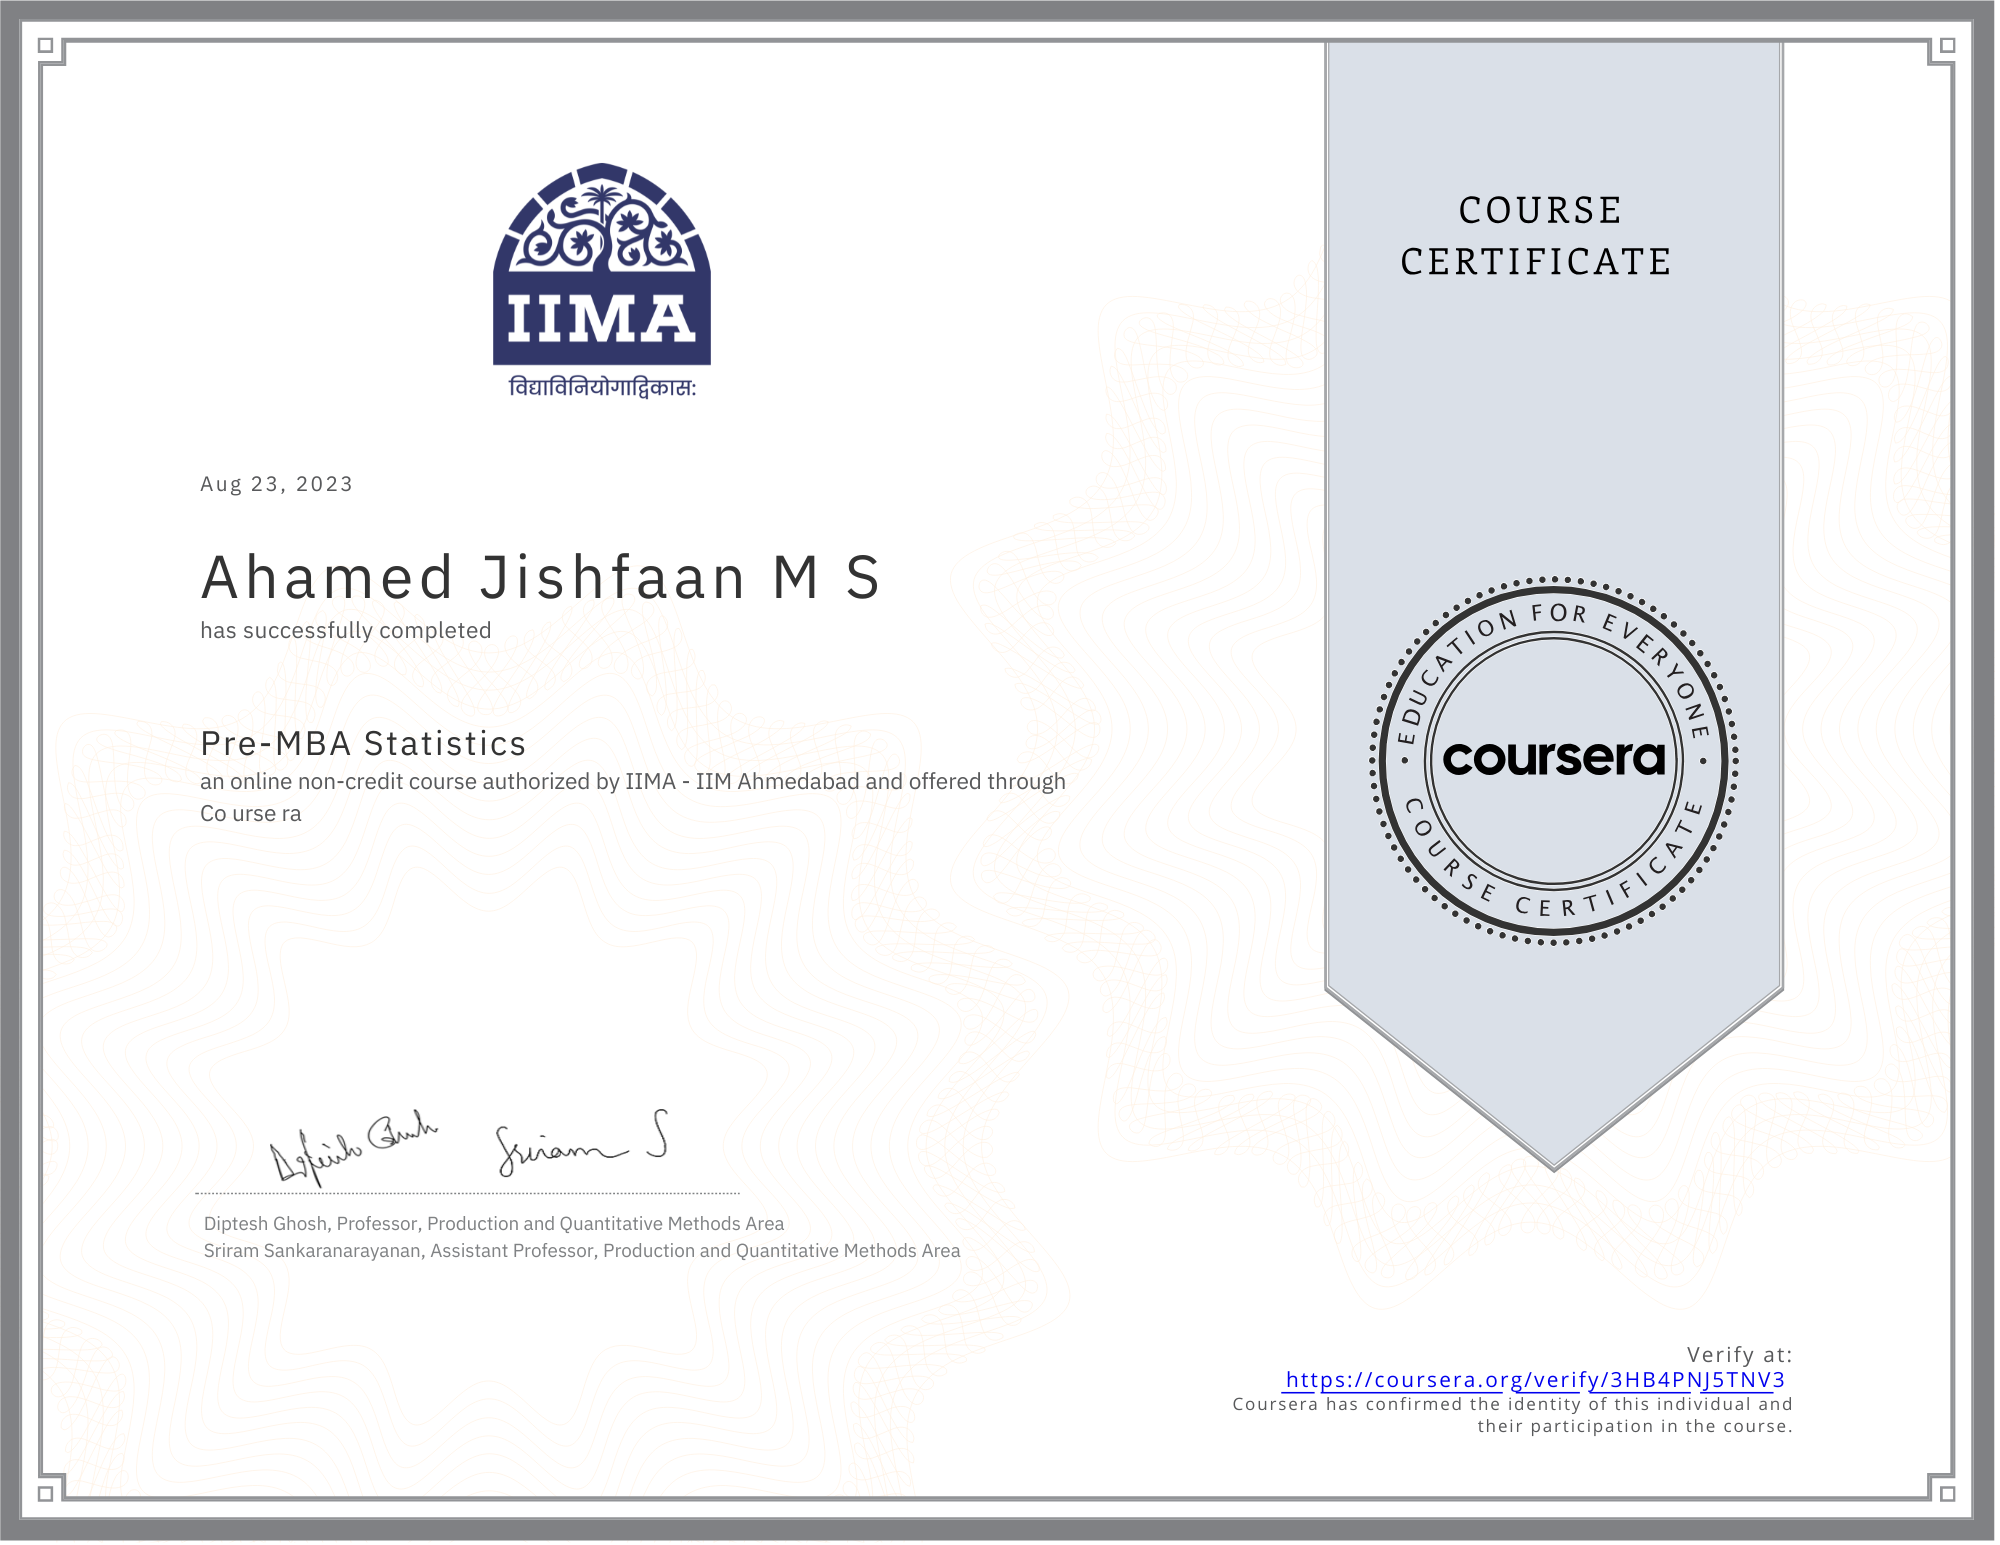 IIMA
विद्याविनियोगाद्विकास:
COURSE
CERTIFICATE
Aug 23, 2023
Ahamed Jishfaan M S
has successfully completed
Pre-MBA Statistics
an online non-credit course authorized by IIMA - IIM Ahmedabad and offered through
Co urse ra
EDUCATION FOR EVERYONE
coursera
COURSE CERTIFICATE
Diptesh Ghosh Sriram S
Diptesh Ghosh, Professor, Production and Quantitative Methods Area
Sriram Sankaranarayanan, Assistant Professor, Production and Quantitative Methods Area
Verify at:
https://coursera.org/verify/3HB4PNJ5TNV3
Coursera has confirmed the identity of this individual and
their participation in the course.